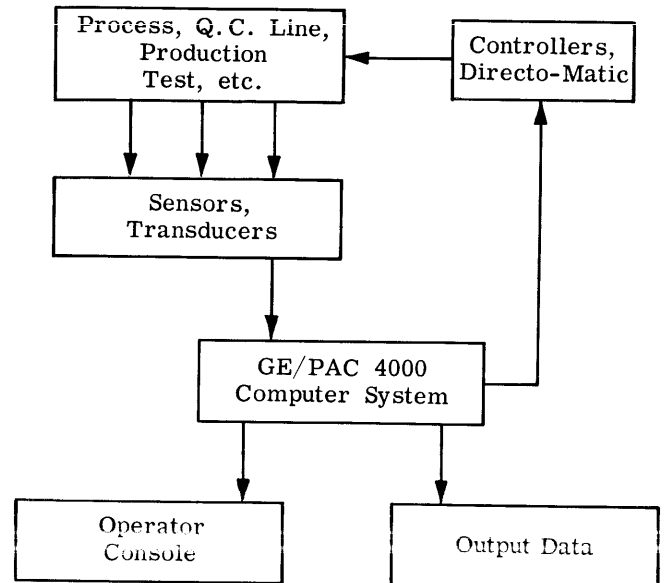 Process, Q.C. Line,
Production
Test, etc.
Controllers,
Directo-Matic
Sensors,
Transducers
GE/PAC 4000
Computer System
Operator
Console
Output Data